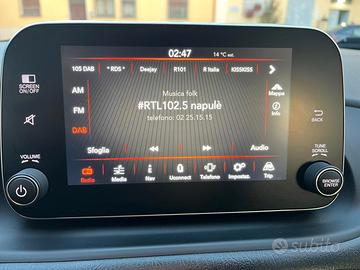 02:47 14 °C est.
105 DAB * RDS * Deejay R101 R Italia KISSKISS
SCREEN ON/OFF
AM
FM
DAB
Musica folk
#RTL102.5 napulè
telefono 02 25.15.15
Mappa
Info
BACK
VOLUME
TUNE SCROLL
Sfoglia
Audio
Radio Media Nav Uconnect Telefono Impostaz. Trip
BROWSE ENTER
subito